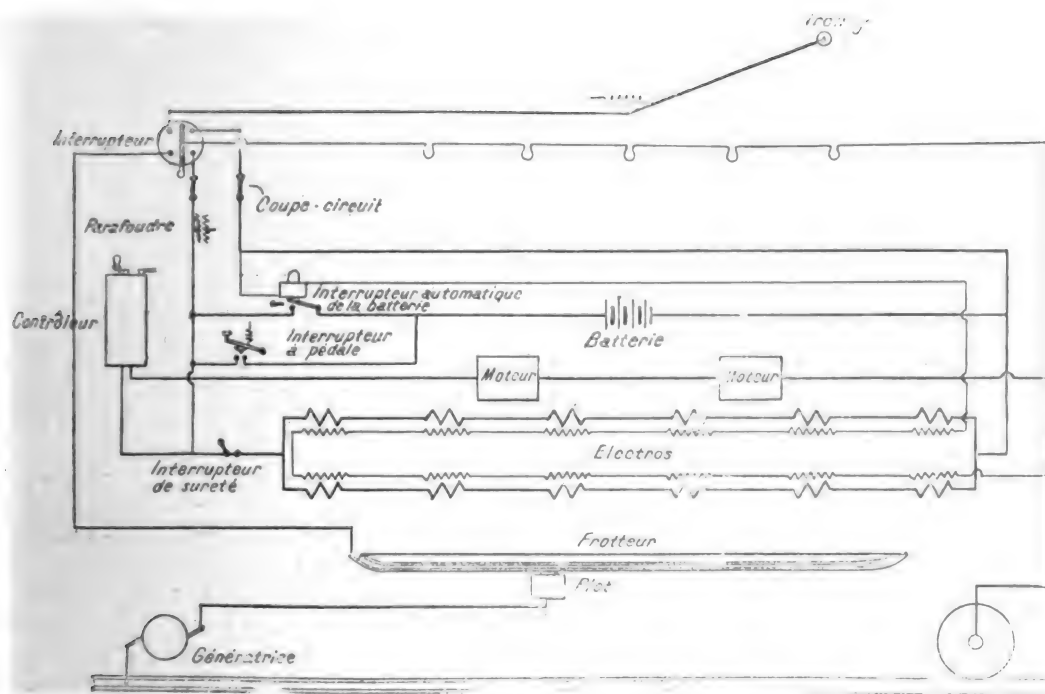 Interrupteur
Coupe-circuit
Parafoudre
Interrupteur automatique
de la batterie
Contrôleur
Interrupteur
à pédale
Batterie
Moteur
Moteur
Electros
Interrupteur
de sureté
Frotteur
Plot
Génératrice